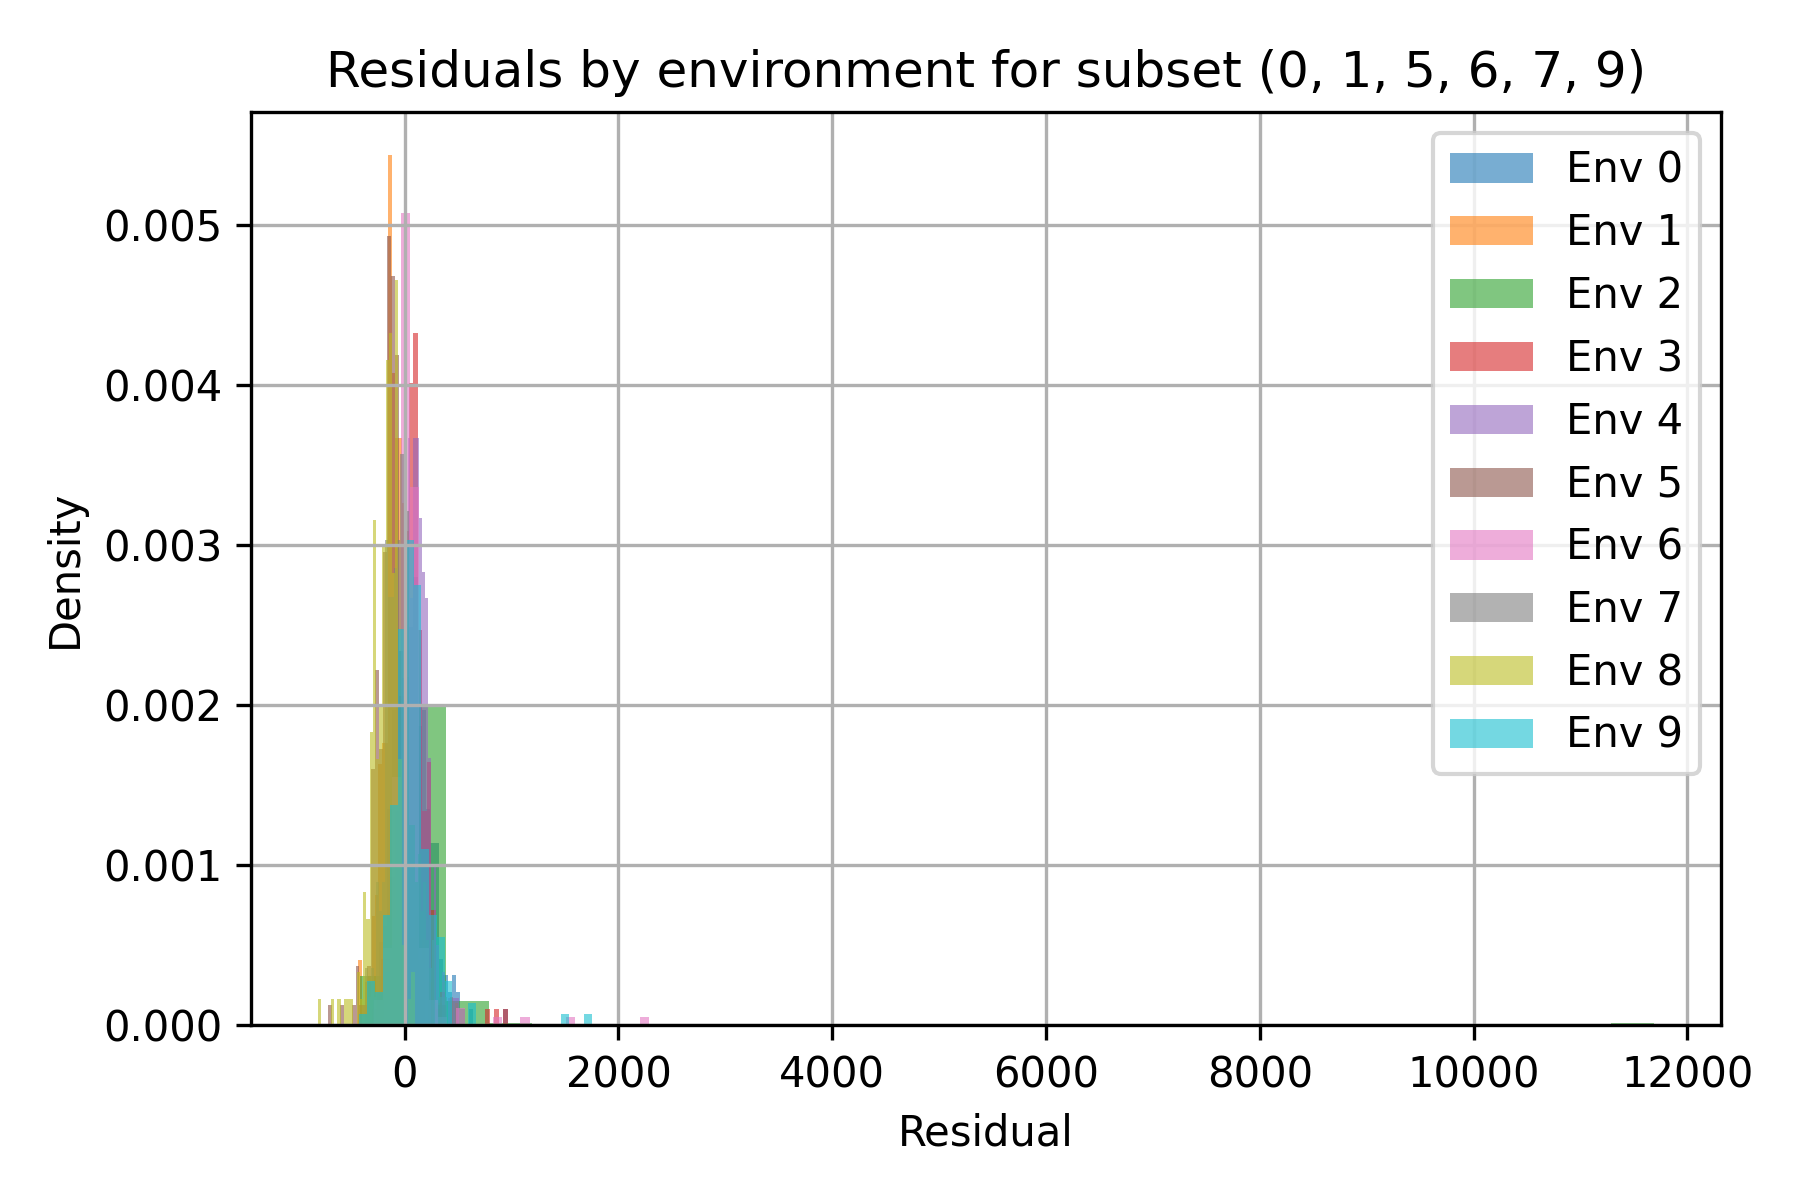 Residuals by environment for subset (0, 1, 5, 6, 7, 9)
Env 0
Env 1
Env 2
Env 3
Env 4
Env 5
Env 6
Env 7
Env 8
Env 9
Density
0.005
0.004
0.003
0.002
0.001
0.000
0 2000 4000 6000 8000 10000 12000
Residual